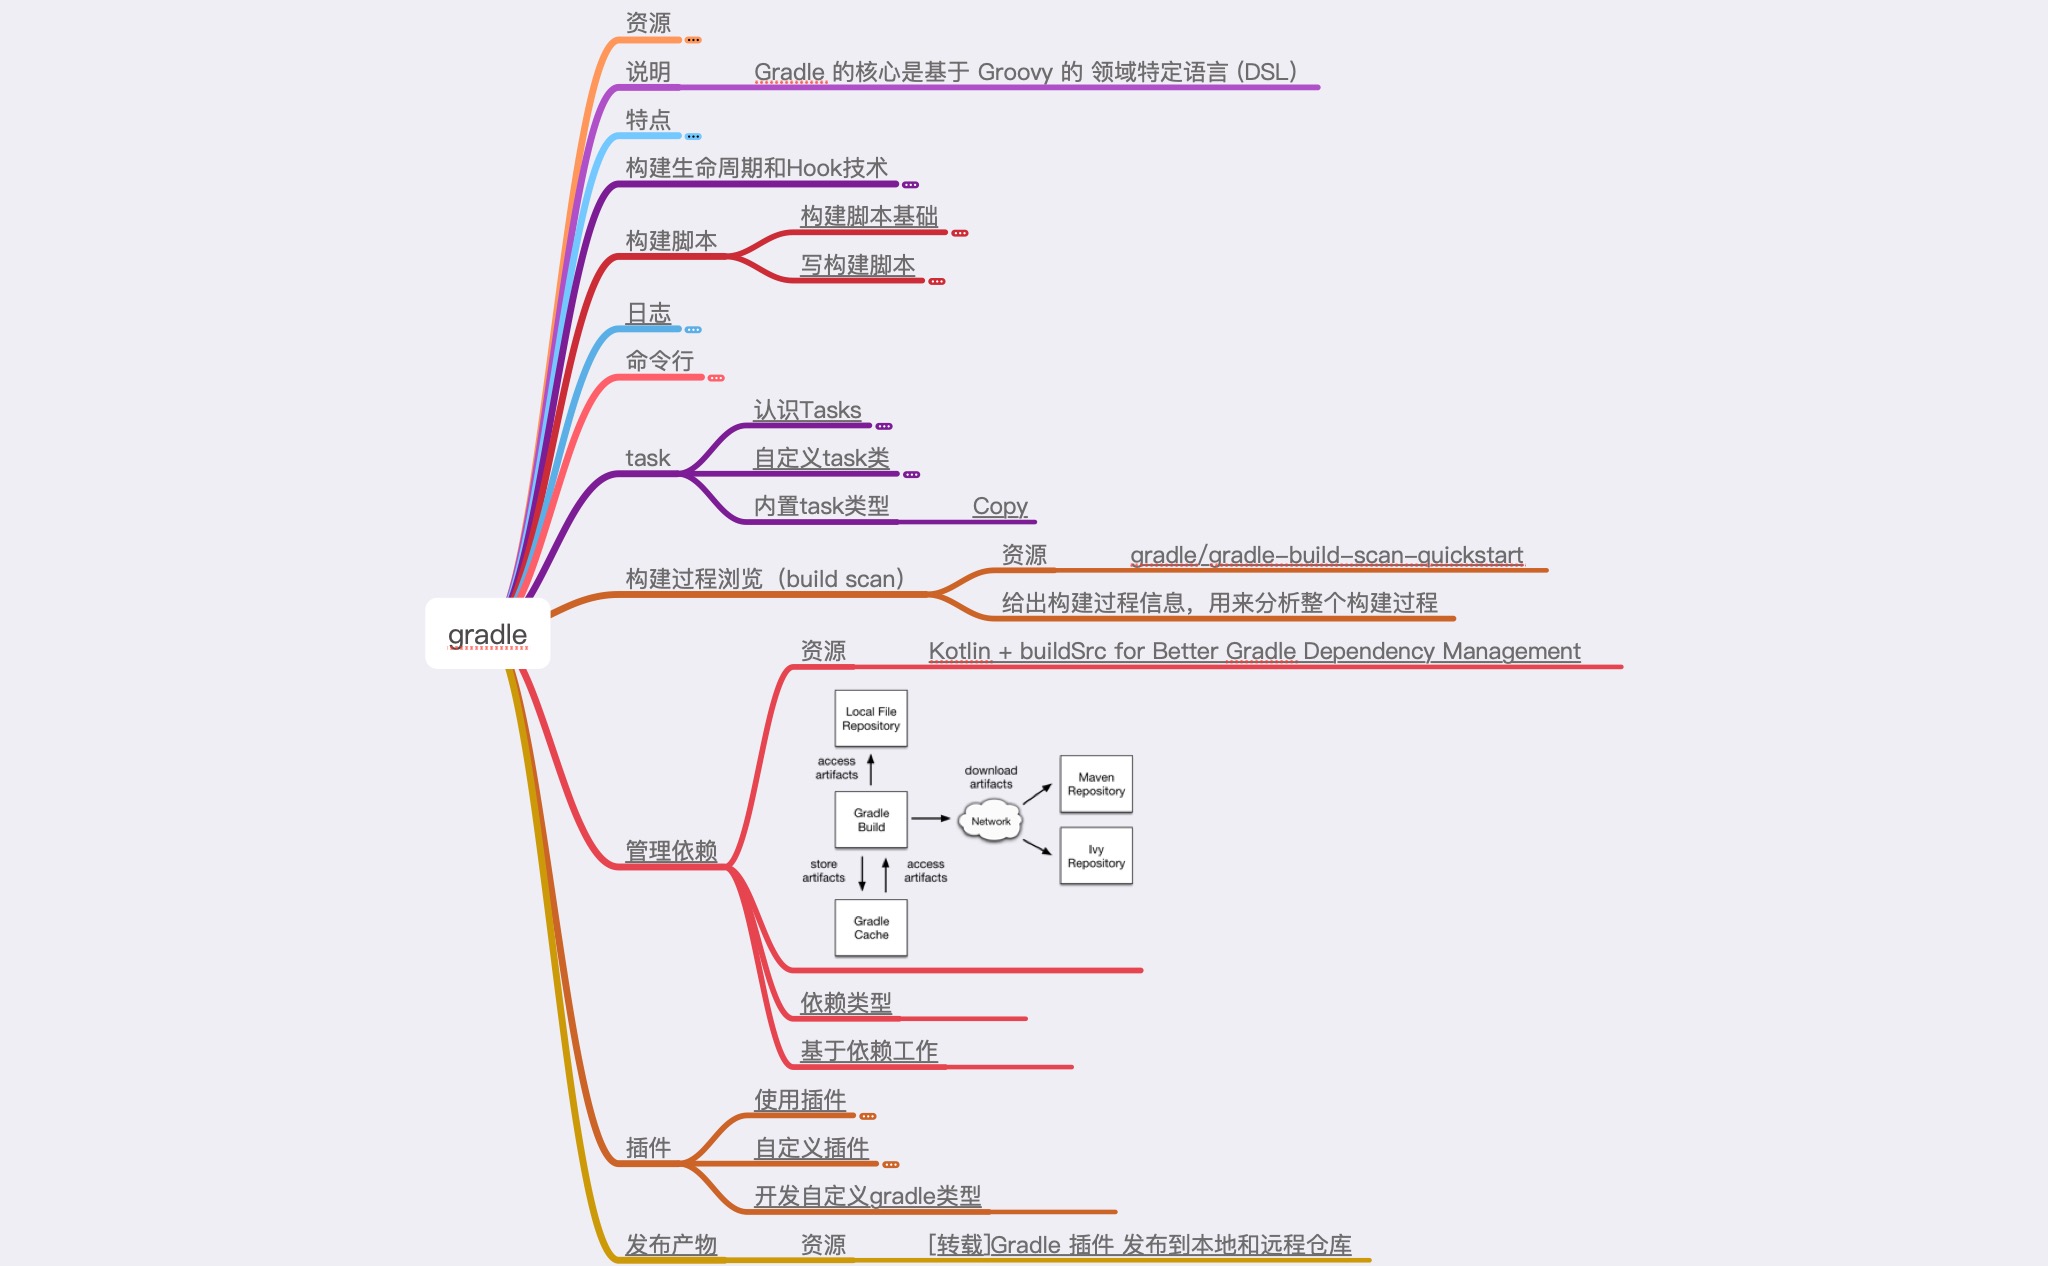 资源
说明
Gradle 的核心是基于 Groovy 的 领域特定语言 (DSL)
特点
构建生命周期和Hook技术
构建脚本
构建脚本基础
写构建脚本
日志
命令行
task
认识Tasks
自定义task类
内置task类型
Copy
构建过程浏览（build scan）
资源
gradle/gradle-build-scan-quickstart
给出构建过程信息，用来分析整个构建过程
gradle
管理依赖
资源
Kotlin + buildSrc for Better Gradle Dependency Management
Local File
Repository
access
artifacts
Gradle
Build
download
artifacts
Network
Maven
Repository
Ivy
Repository
store
artifacts
access
artifacts
Gradle
Cache
依赖类型
基于依赖工作
插件
使用插件
自定义插件
开发自定义gradle类型
发布产物
资源
[转载]Gradle 插件 发布到本地和远程仓库